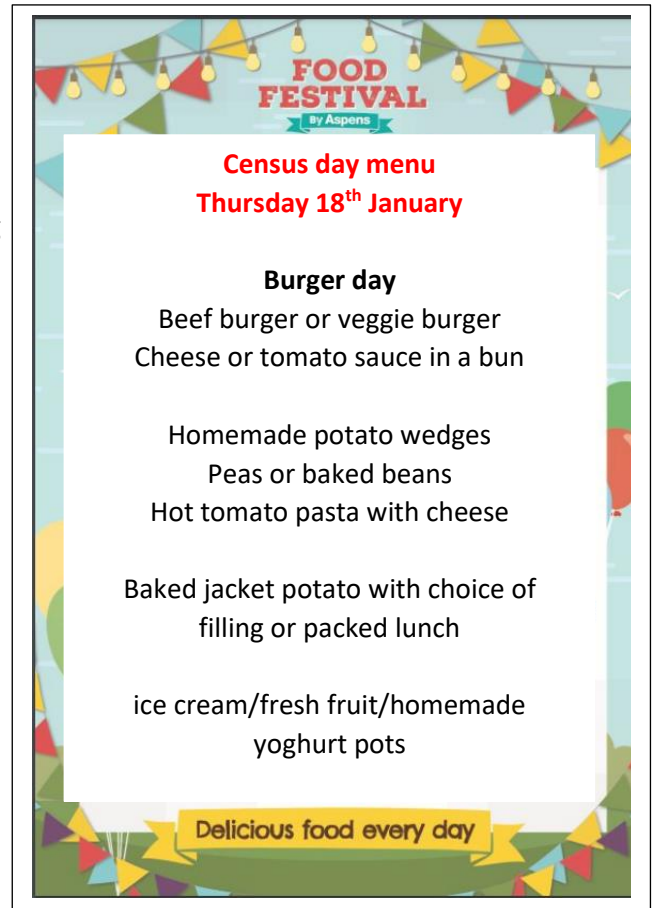 FOOD
FESTIVAL
By Aspens
Census day menu
Thursday 18th January
Burger day
Beef burger or veggie burger
Cheese or tomato sauce in a bun
Homemade potato wedges
Peas or baked beans
Hot tomato pasta with cheese
Baked jacket potato with choice of
filling or packed lunch
ice cream/fresh fruit/homemade
yoghurt pots
Delicious food every day